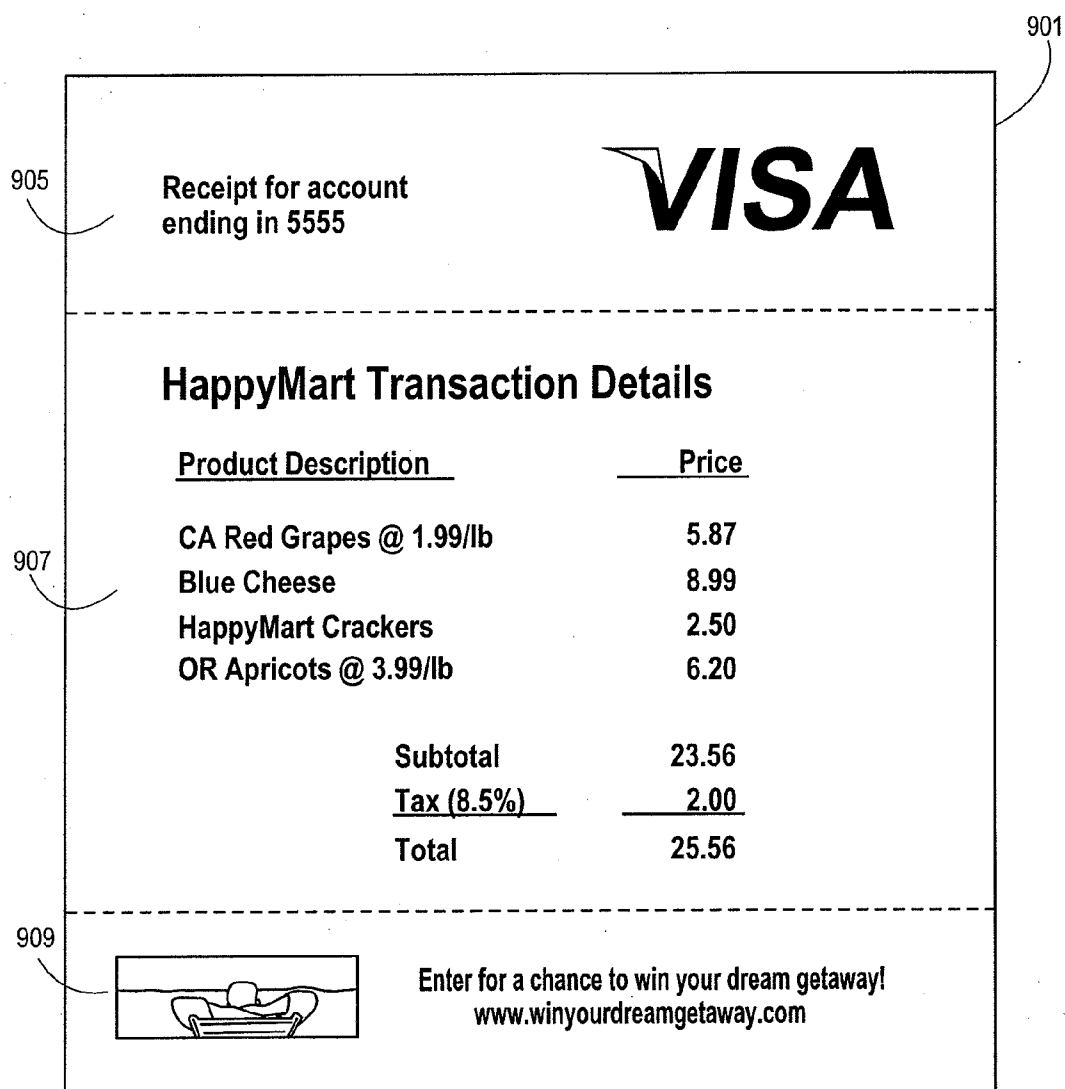 901
905
Receipt for account
ending in 5555
VISA
HappyMart Transaction Details
Product Description Price
CA Red Grapes @ 1.99/lb 5.87
907
Blue Cheese 8.99
HappyMart Crackers 2.50
OR Apricots @ 3.99/lb 6.20
Subtotal 23.56
Tax (8.5%) 2.00
Total 25.56
909
Enter for a chance to win your dream getaway!
www.winyourdreamgetaway.com